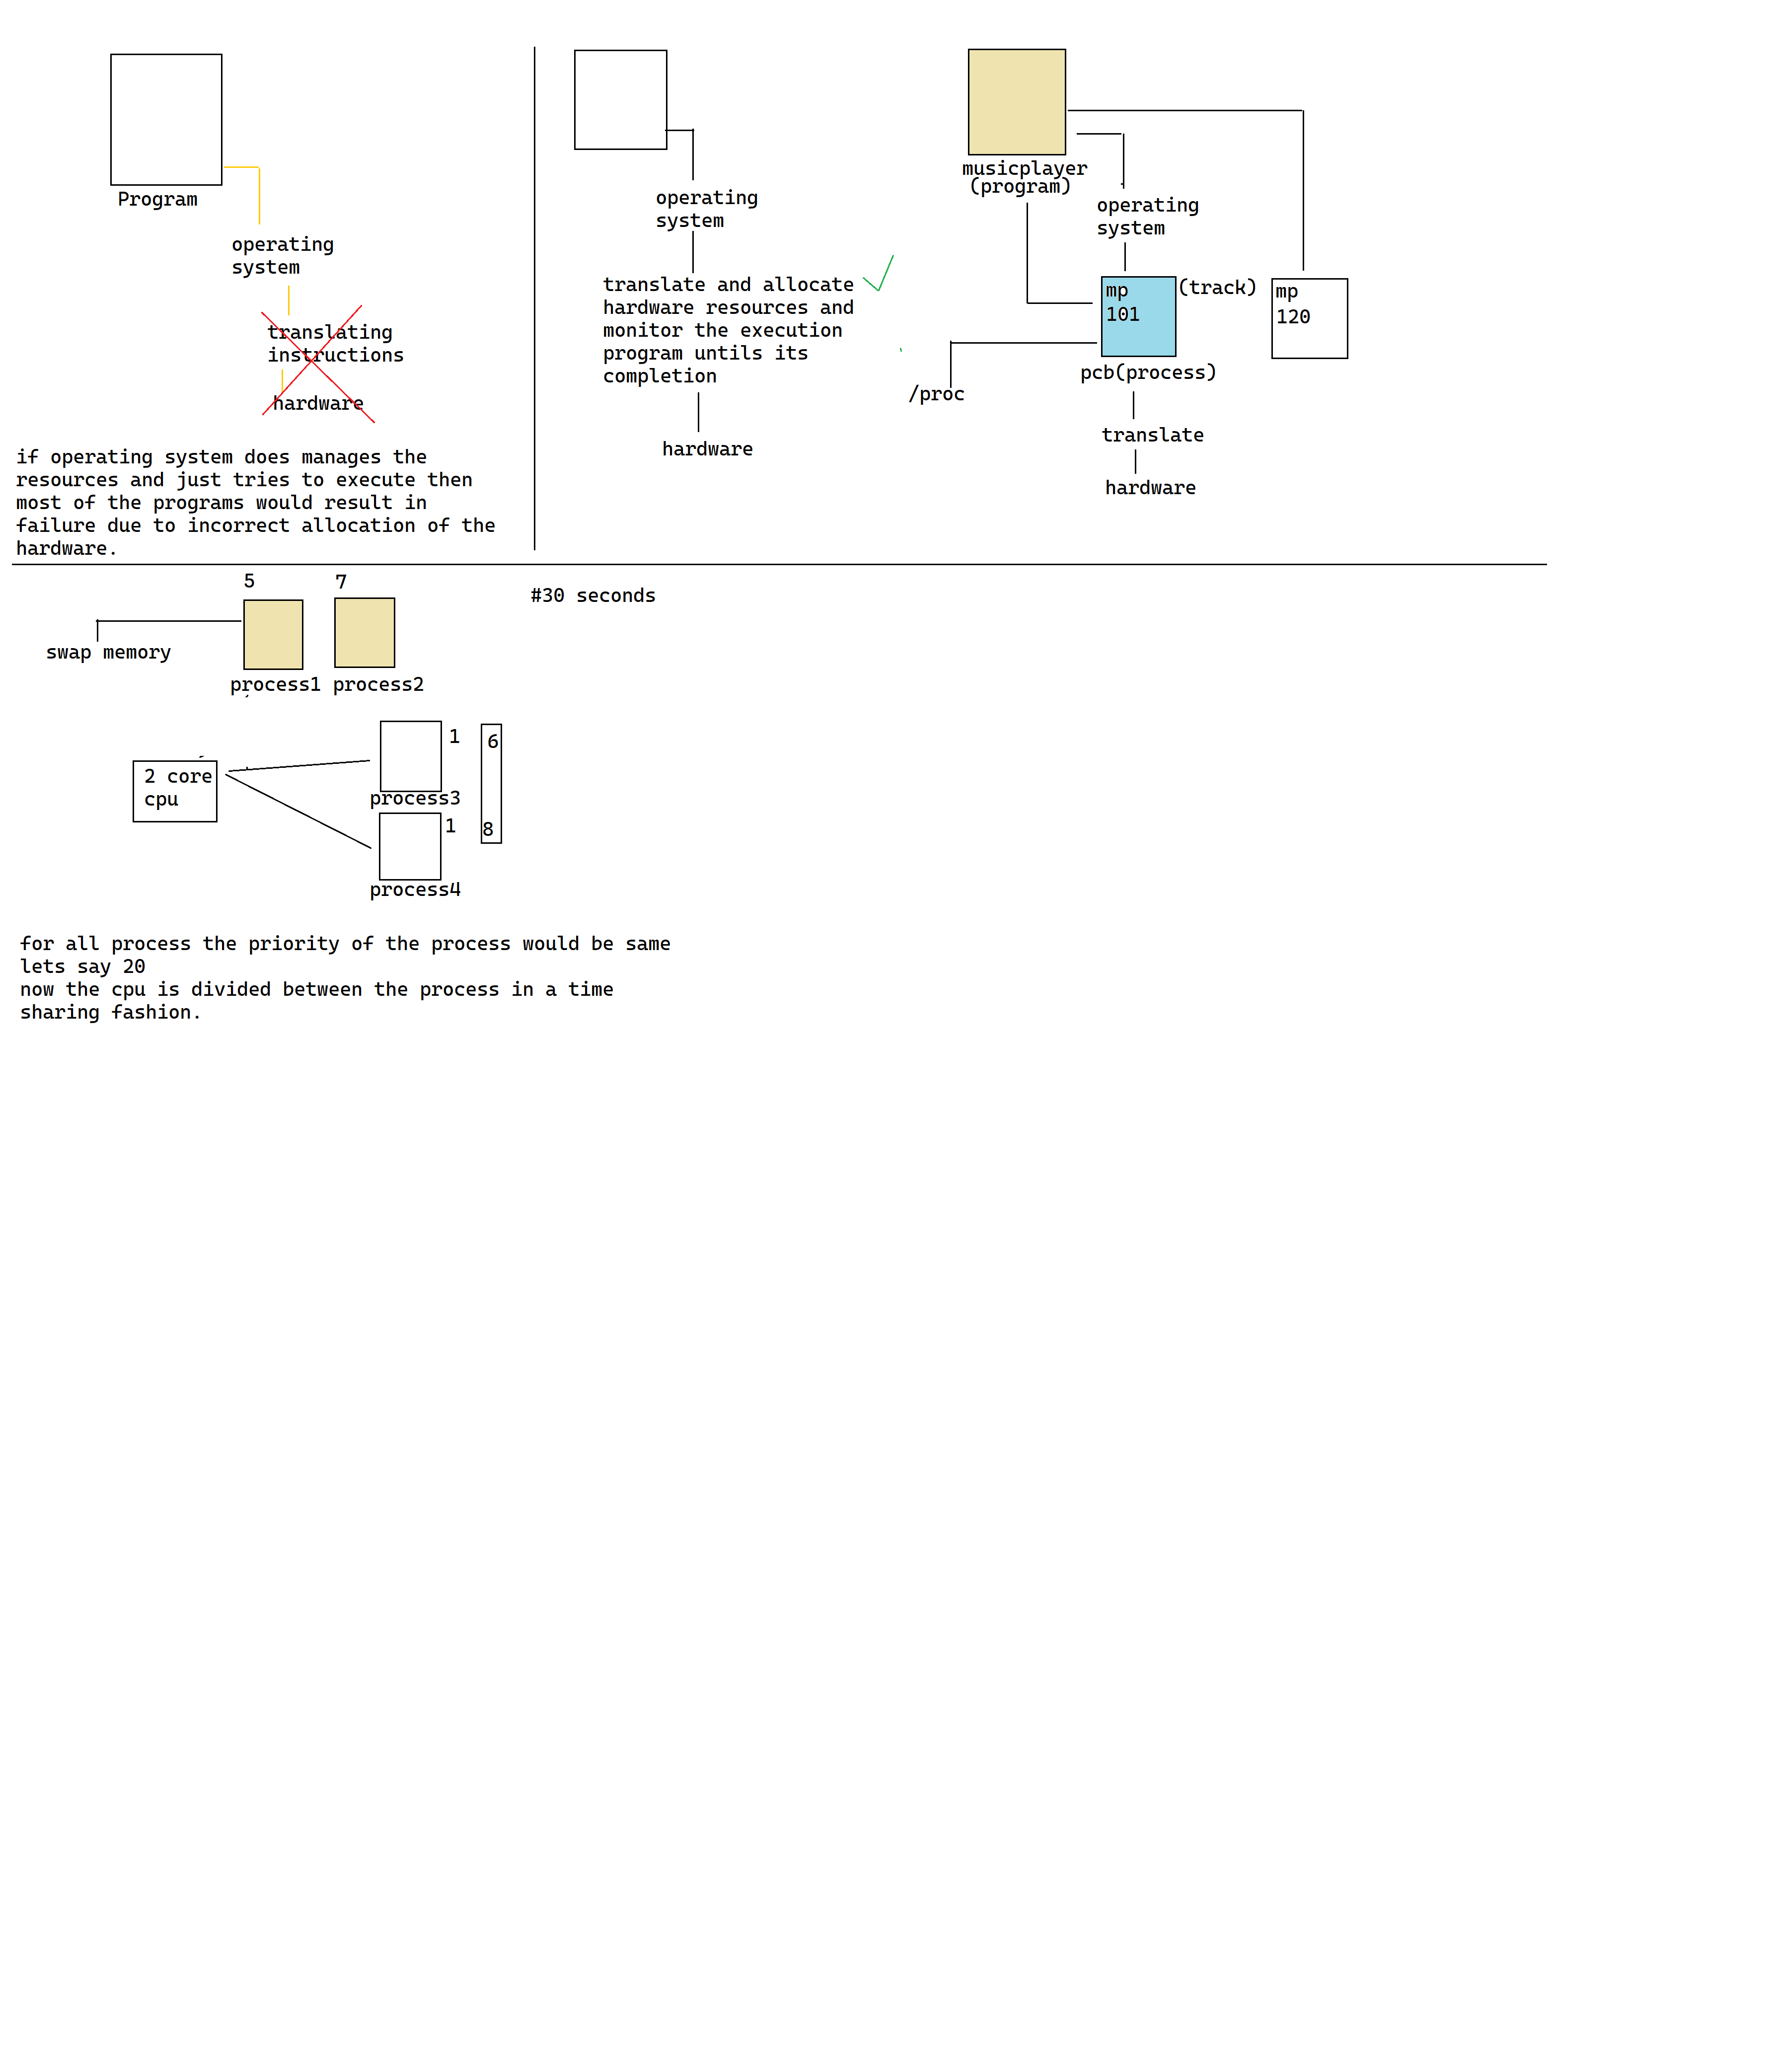 Program
operating
system
translating
instructions
hardware
if operating system does manages the
resources and just tries to execute then
most of the programs would result in
failure due to incorrect allocation of the
hardware.
operating
system
translate and allocate
hardware resources and
monitor the execution
program untils its
completion
hardware
musicplayer
(program)
operating
system
mp
101
(track)
mp
120
pcb(process)
/proc
translate
hardware
5
7
#30 seconds
swap memory
process1
process2
2 core
cpu
1
6
process3
1
8
process4
for all process the priority of the process would be same
lets say 20
now the cpu is divided between the process in a time
sharing fashion.